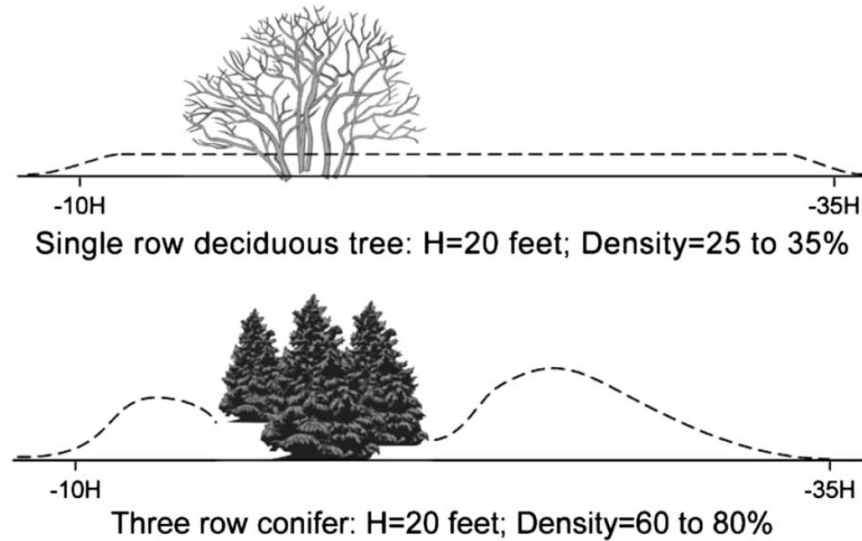 -10H -35H
Single row deciduous tree: H=20 feet; Density=25 to 35%
-10H -35H
Three row conifer: H=20 feet; Density=60 to 80%